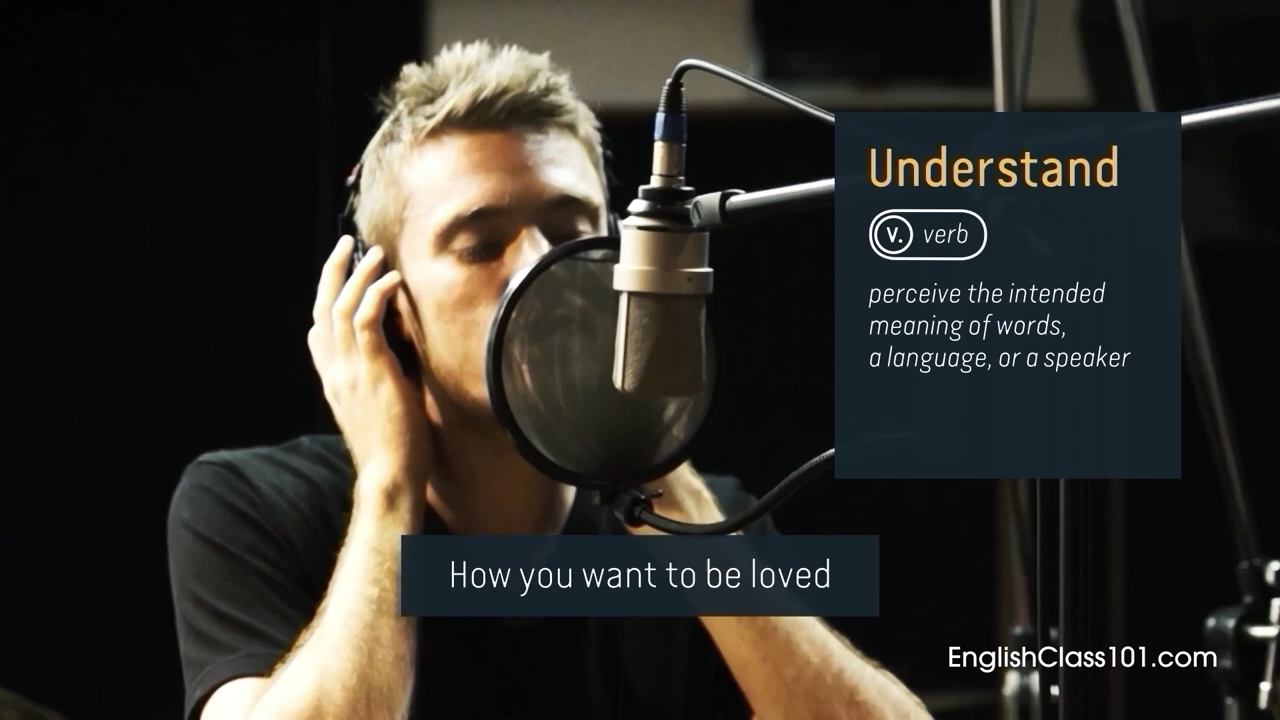 Understand
v. verb
perceive the intended
meaning of words,
a language, or a speaker
How you want to be loved
EnglishClass101.com